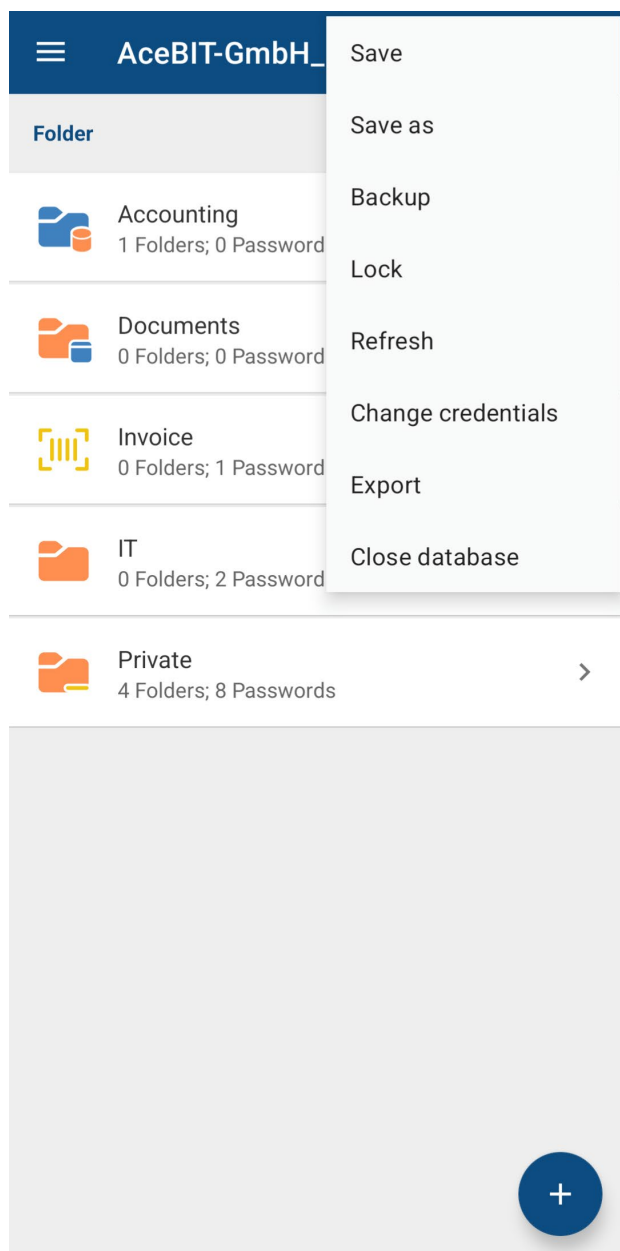 AceBIT-GmbH_
Folder
Accounting
1 Folders; 0 Password
Documents
0 Folders; 0 Password
Invoice
0 Folders; 1 Password
IT
0 Folders; 2 Password
Private
4 Folders; 8 Passwords
Save
Save as
Backup
Lock
Refresh
Change credentials
Export
Close database